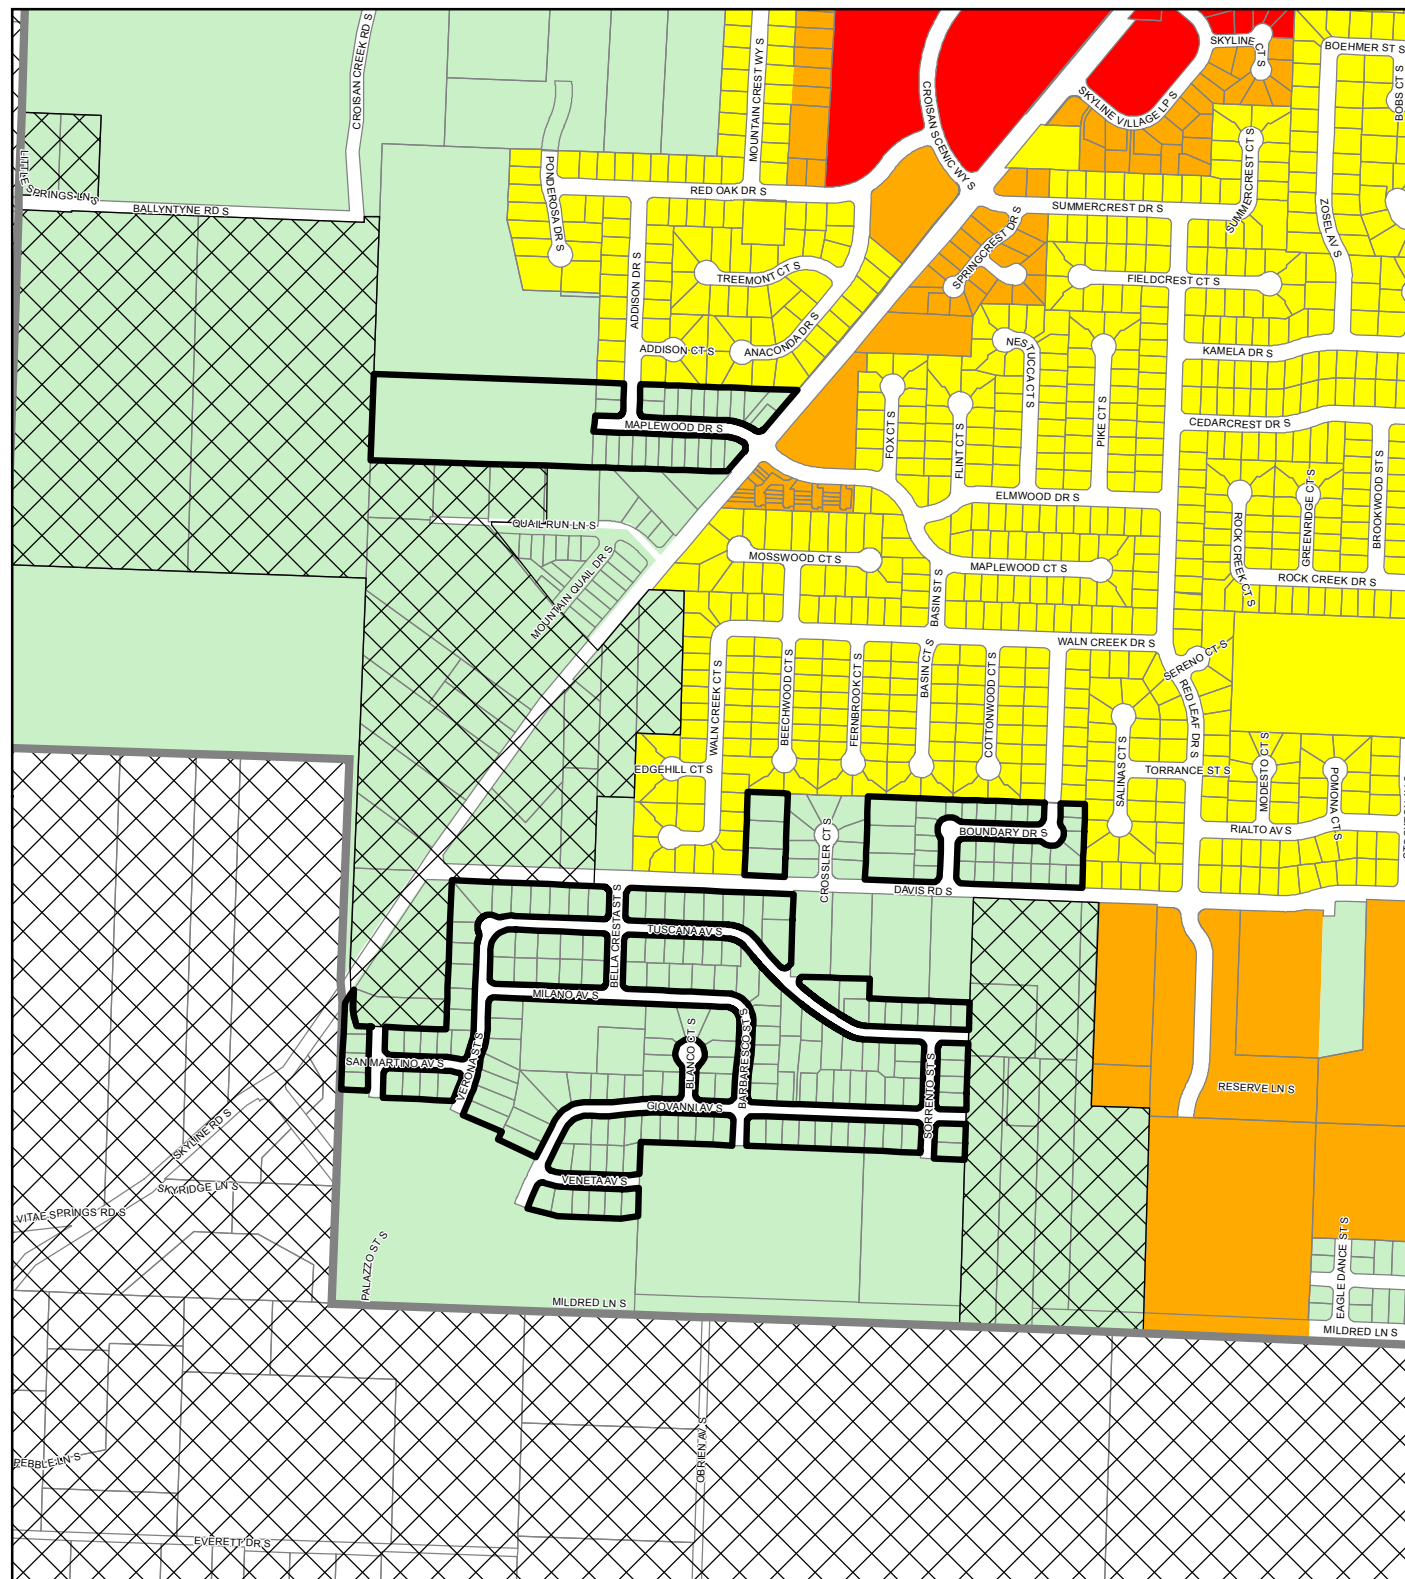 CROISAN CREEK RD S
MOUNTAIN CREST WY S
CROISAN SCENIC WY S
SKYLINE CT S
SKYLINE VILLAGE LP S
BOEHMER ST S
BOBS CT S
LITTLE SPRINGS LN S
BALLYNTYNE RD S
PONDEROSA DR S
RED OAK DR S
SUMMERCREST DR S
SUMMERCREST CT S
ZOSEL AV S
ADDISON DR S
TREEMONT CT S
SPRINGCREST DR S
FIELDCREST CT S
ADDISON CT S
ANACONDA DR S
NESTUCCA CT S
KAMELA DR S
MAPLEWOOD DR S
FOX CT S
FLINT CT S
PIKE CT S
CEDARCREST DR S
ELMWOOD DR S
QUAIL RUN LN S
MOUNTAIN QUAIL DR S
MOSSWOOD CT S
MAPLEWOOD CT S
BASIN ST S
ROCK CREEK CT S
GREENRIDGE CT S
BROOKWOOD ST S
ROCK CREEK DR S
WALN CREEK DR S
SERENO CT S
RED LEAF DR S
WALN CREEK CT S
BEECHWOOD CT S
FERNBROOK CT S
BASIN CT S
COTTONWOOD CT S
EDGEHILL CT S
SALINAS CT S
TORRANCE ST S
MODESTO CT S
POMONA CT S
RIALTO AV S
CROSSLER CT S
BOUNDARY DR S
DAVIS RD S
BELLA CRESTA ST S
TUSCANA AV S
MILANO AV S
BLANCO CT S
BARBARESCO ST S
SAN MARTINO AV S
VERONA ST S
GIOVANNI AV S
SORRENTO ST S
RESERVE LN S
SKYLINE RD S
SKYRIDGE LN S
VENETA AV S
VITAE SPRINGS RD S
PALAZZO ST S
MILDRED LN S
EAGLE DANCE ST S
MILDRED LN S
OBRIEN AV S
PEBBLE LN S
EVERETT DR S